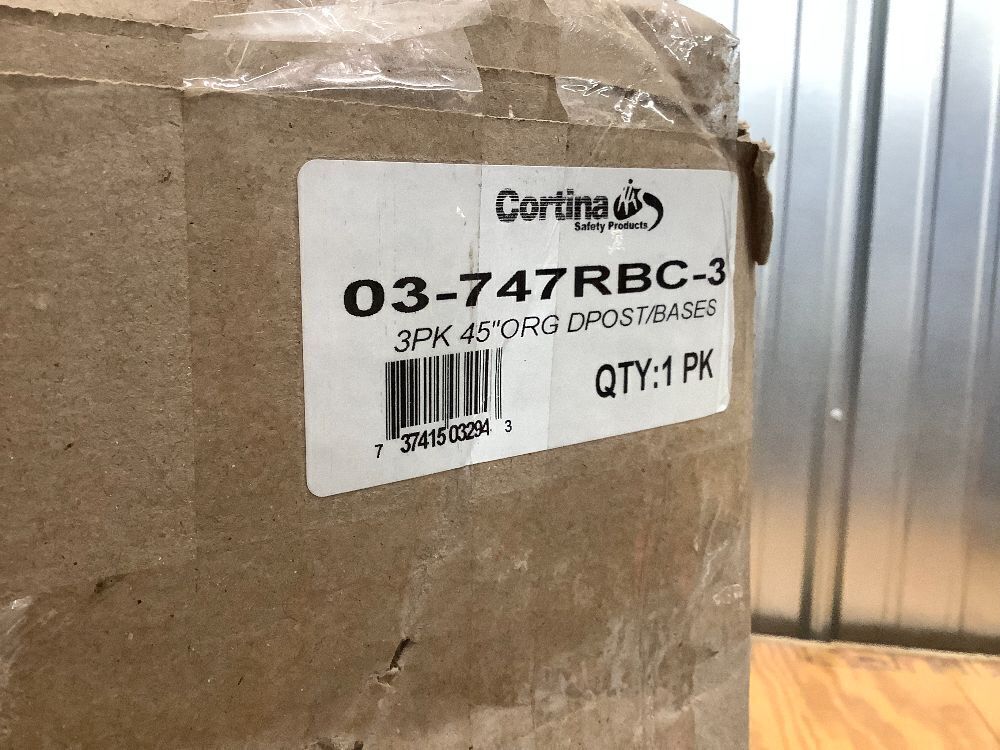 Cortina
Safety Products
03-747RBC-3
3PK 45"ORG DPOST/BASES
QTY:1 PK
7 37415 03294 3